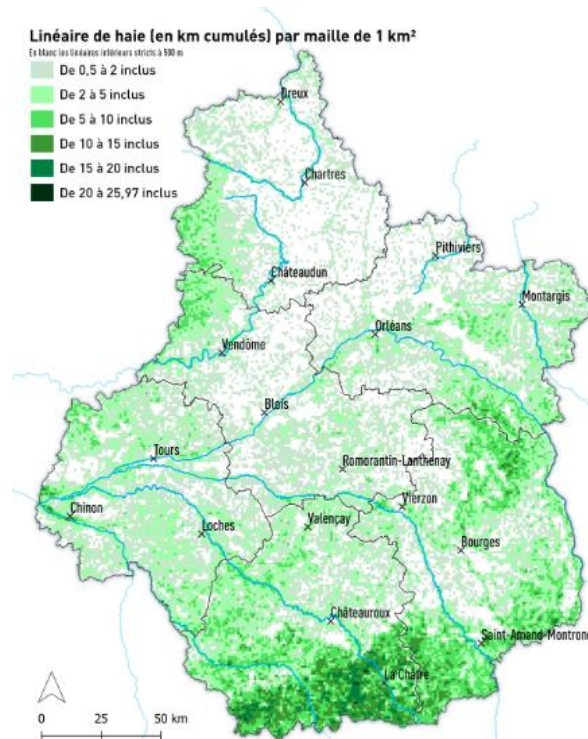 Linéaire de haie (en km cumulés) par maille de 1 km²
En blanc les linéaires inférieurs stricts à 500 m
De 0,5 à 2 inclus
De 2 à 5 inclus
De 5 à 10 inclus
De 10 à 15 inclus
De 15 à 20 inclus
De 20 à 25,97 inclus
Dreux
Chartres
Pithiviers
Châteaudun
Montargis
Orléans
Vendôme
Blois
Tours
Romorantin-Lanthenay
Chinon
Vierzon
Loches
Valençay
Bourges
Châteauroux
Saint-Amand-Montrond
La Châtre
0 25 50 km